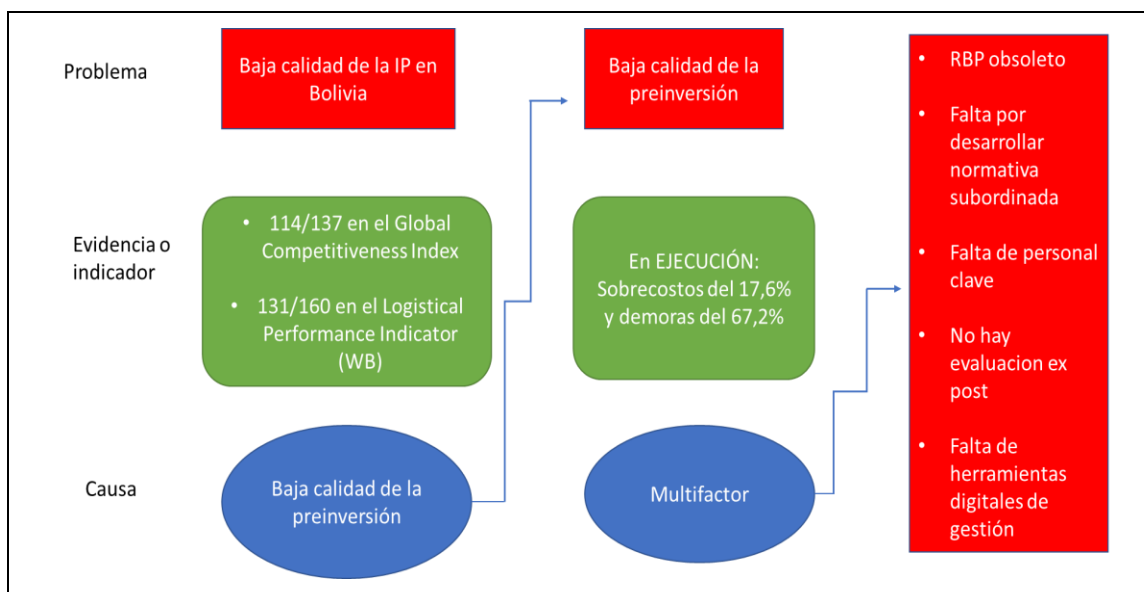 Problema
Baja calidad de la IP en
Bolivia
Baja calidad de la
preinversión
Evidencia o
indicador
• 114/137 en el Global
Competitiveness Index
• 131/160 en el Logistical
Performance Indicator
(WB)
En EJECUCIÓN:
Sobrecostos del 17,6%
y demoras del 67,2%
Causa
Baja calidad de la
preinversión
Multifactor
• RBP obsoleto
• Falta por
desarrollar
normativa
subordinada
• Falta de personal
clave
• No hay
evaluacion ex
post
• Falta de
herramientas
digitales de
gestión